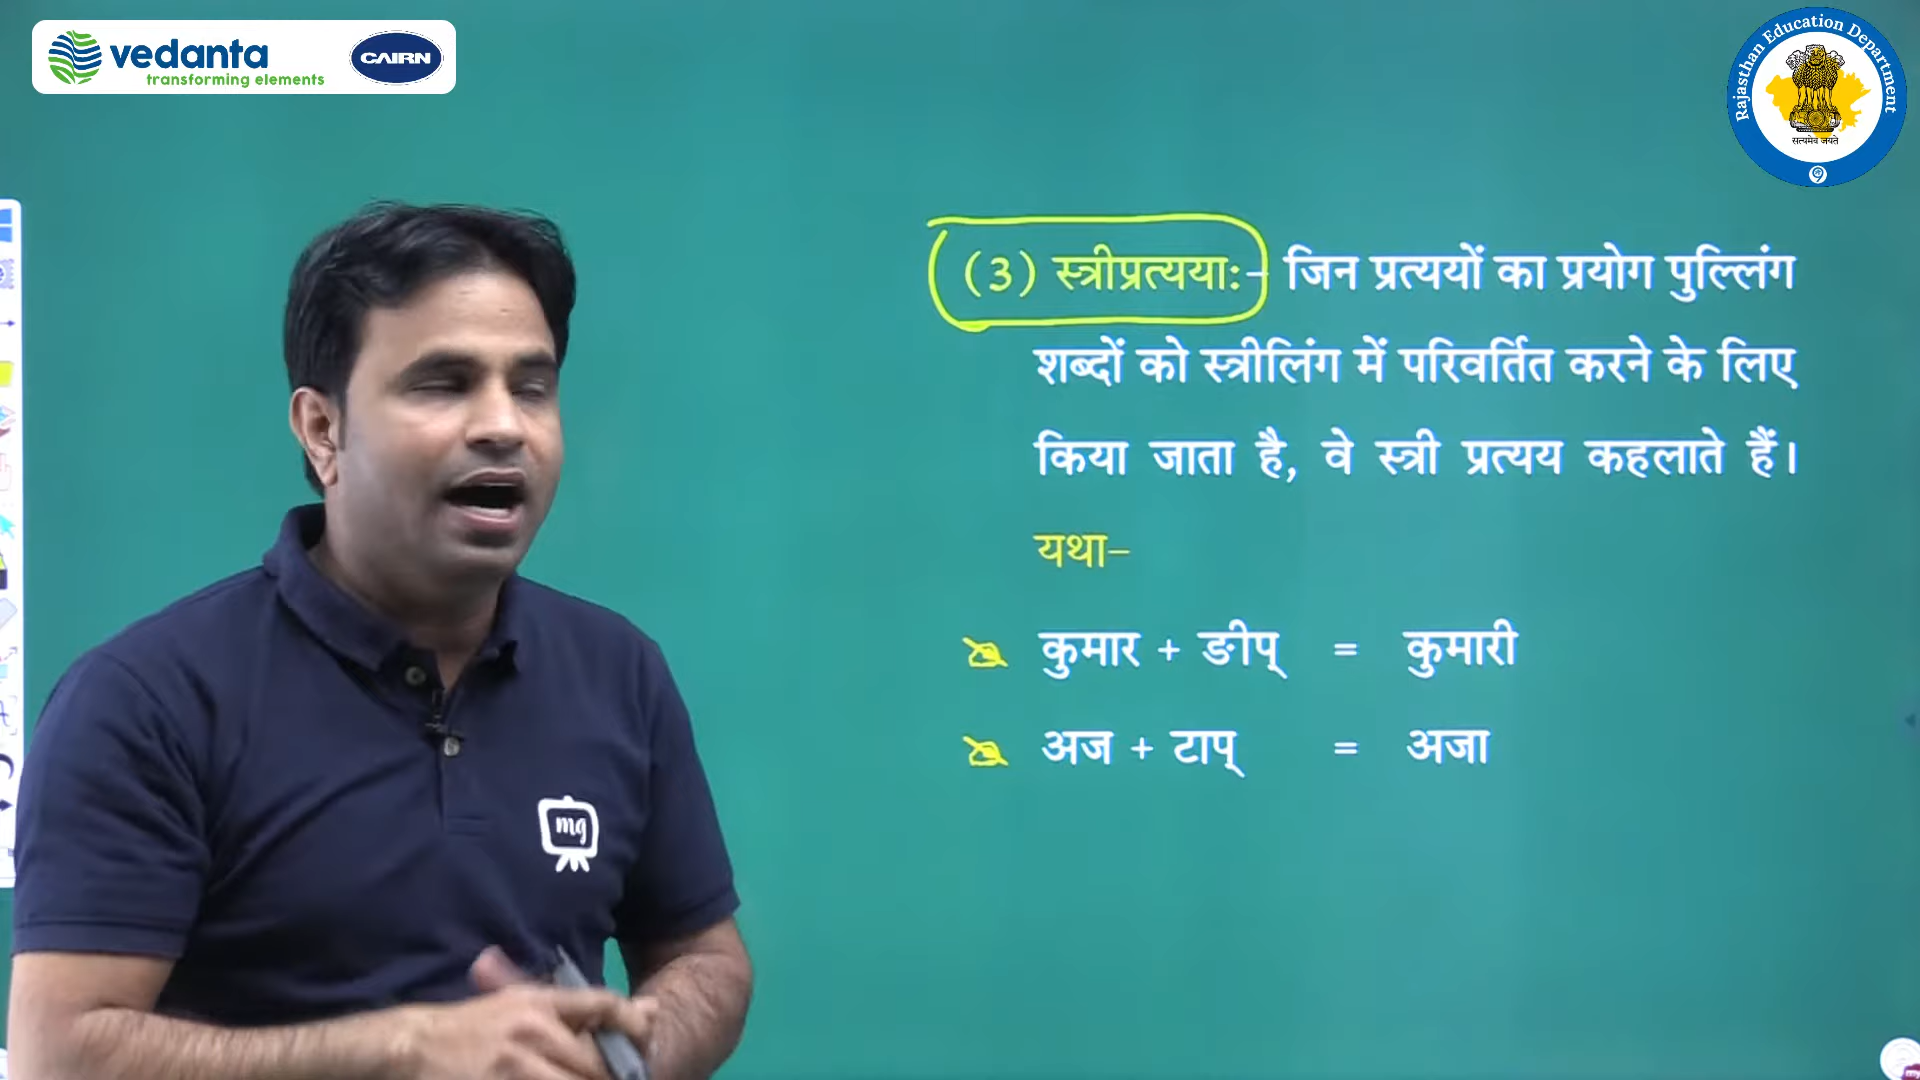 vedanta
transforming elements
CAIRN
Rajasthan Education Department
सत्यमेव जयते
(3) स्त्रीप्रत्ययाः- जिन प्रत्ययों का प्रयोग पुल्लिंग
शब्दों को स्त्रीलिंग में परिवर्तित करने के लिए
किया जाता है, वे स्त्री प्रत्यय कहलाते हैं।
यथा–
कुमार + ङीप् = कुमारी
अज + टाप् = अजा
mg